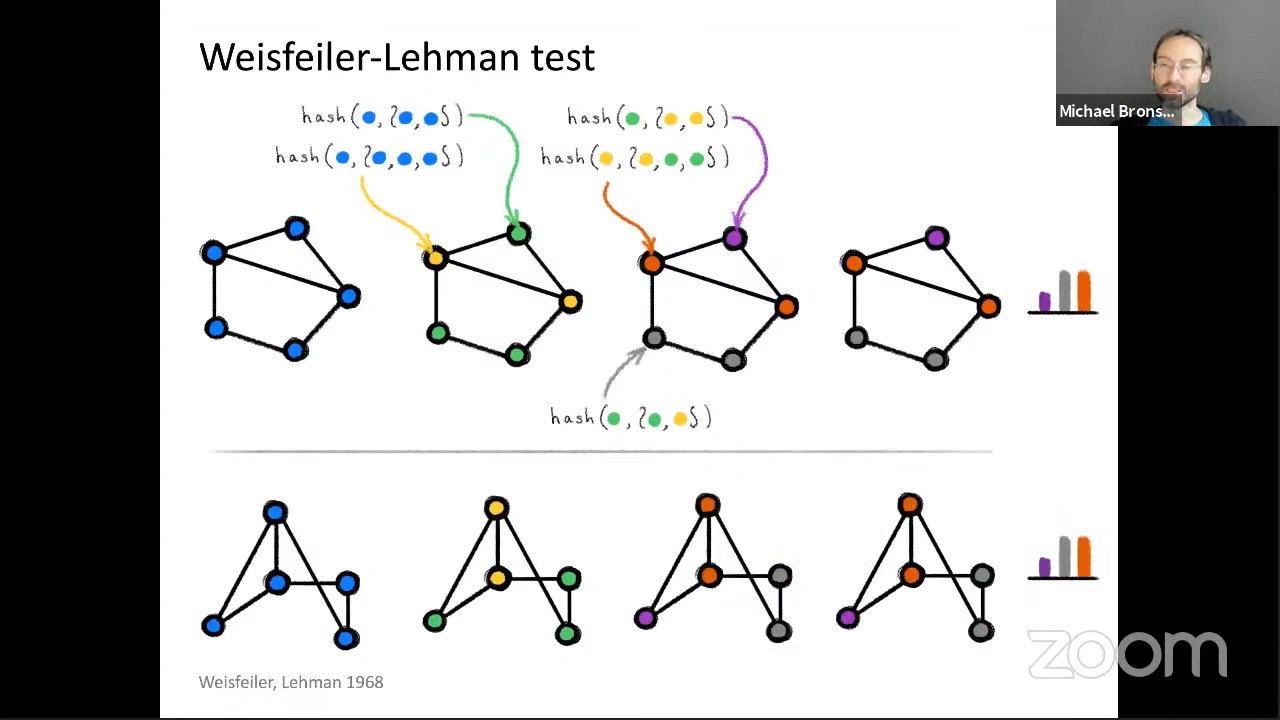 Weisfeiler-Lehman test
Michael Brons...
hash( , { , })
hash( , { , })
hash( , { , , })
hash( , { , , })
hash( , { , })
Weisfeiler, Lehman 1968
zoom